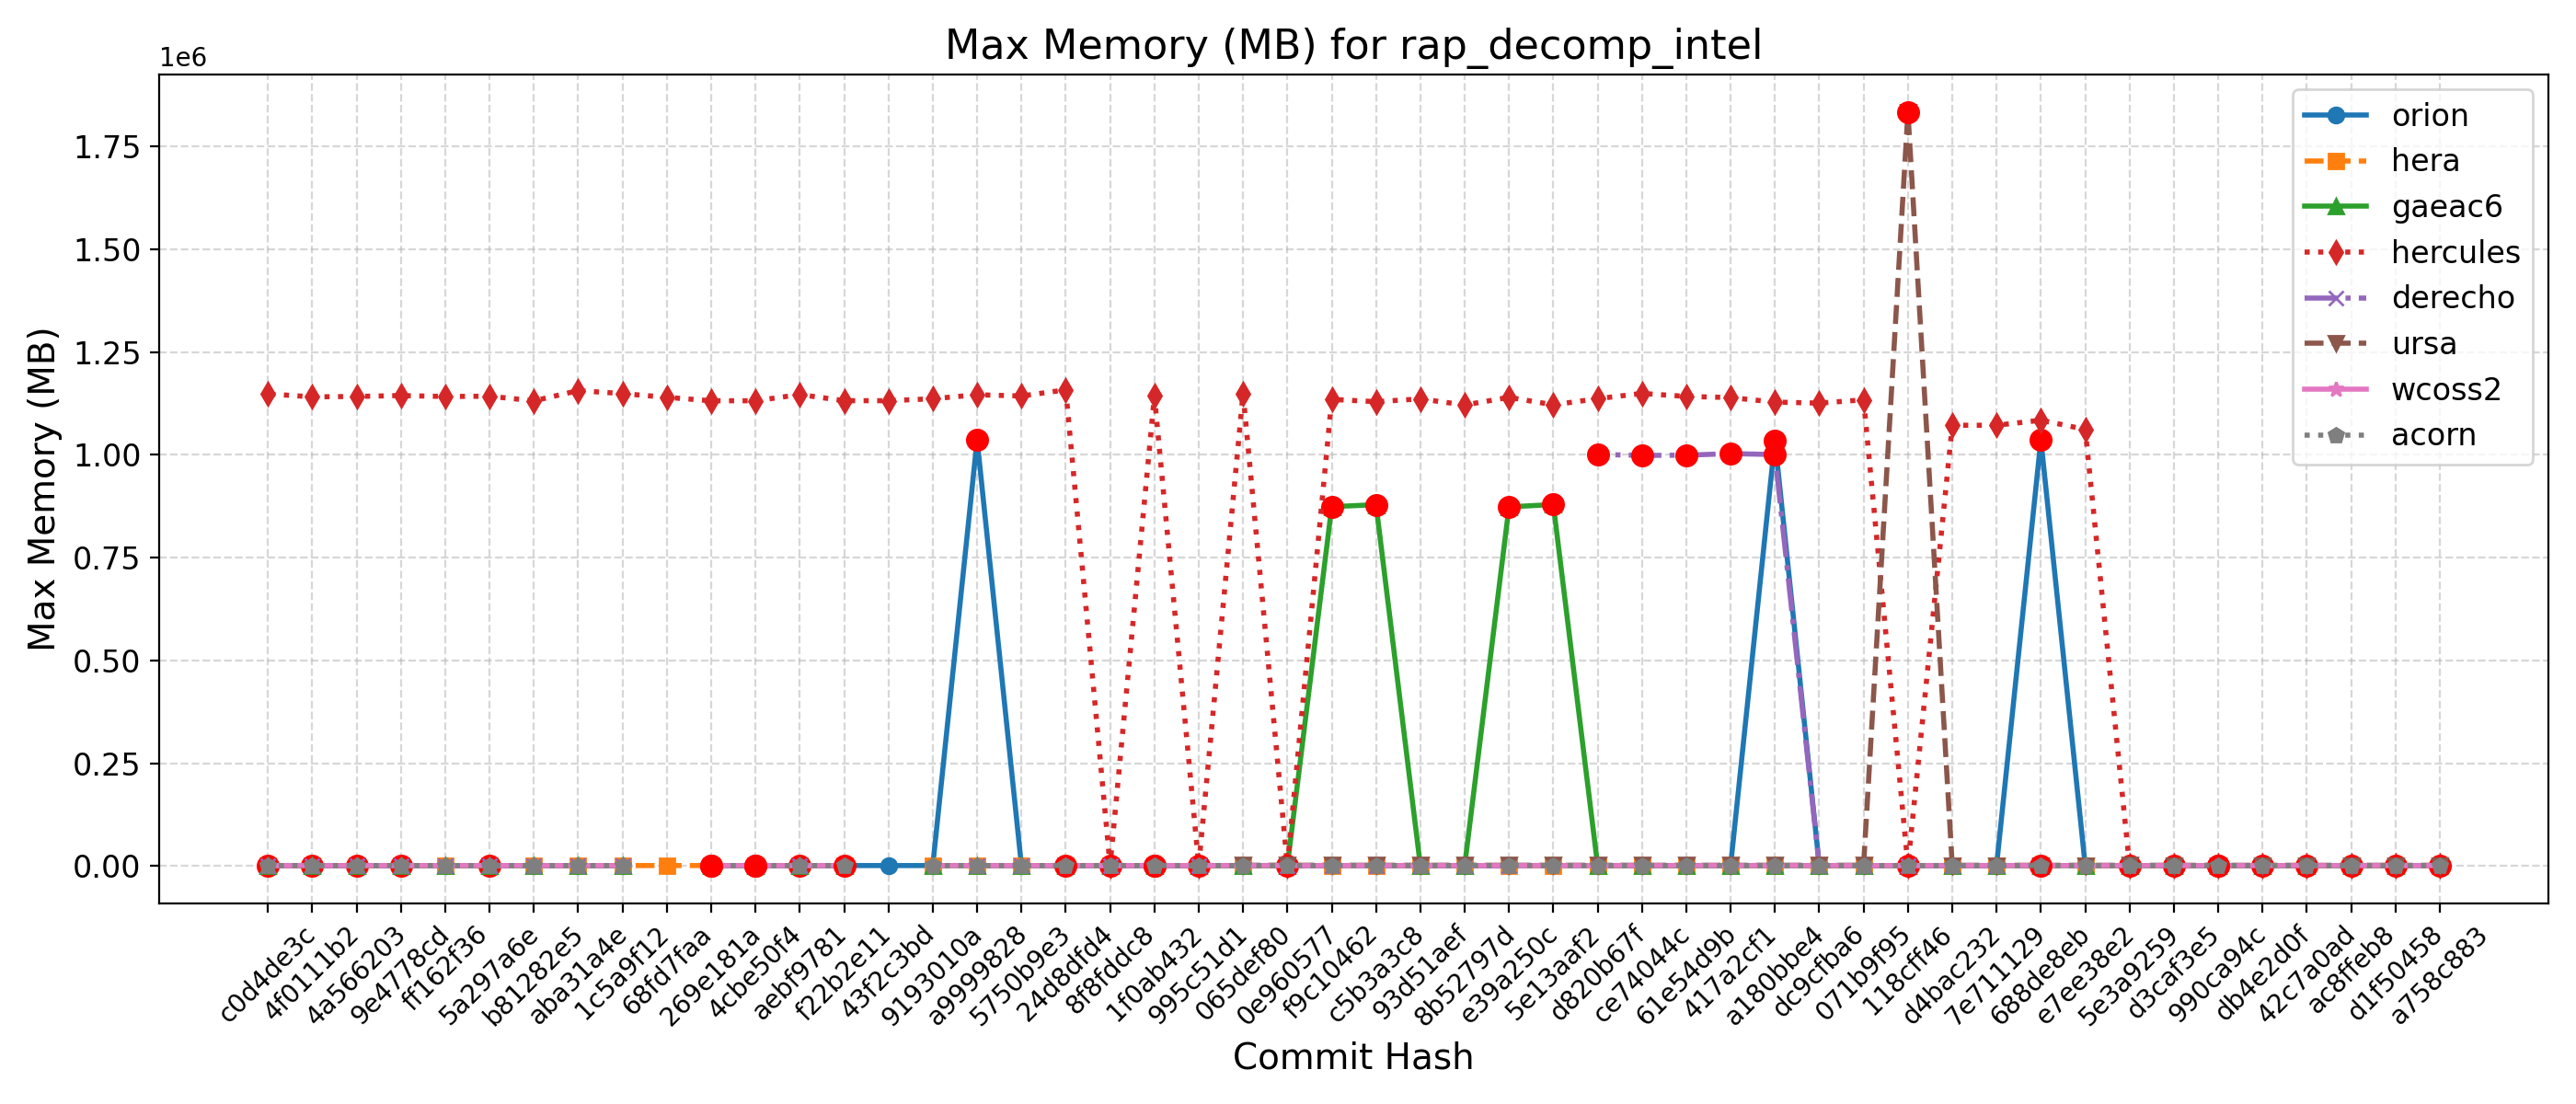 Max Memory (MB) for rap_decomp_intel
1e6
Max Memory (MB)
1.75
1.50
1.25
1.00
0.75
0.50
0.25
0.00
orion
hera
gaeac6
hercules
derecho
ursa
wcoss2
acorn
c0d4de3c
4f0111b2
4a566203
9e4778cd
ff162f36
5a297a6e
b81282e5
aba31a4e
1c5a9f12
68fd7faa
269e181a
4cbe50f4
aebf9781
f22b2e11
43f2c3bd
9193010a
a9999828
5750b9e3
24d8dfd4
8f8fddc8
1f0ab432
995c51d1
065def80
0e960577
f9c10462
c5b3a3c8
93d51aef
8b52797d
e39a250c
5e13aaf2
d820b67f
ce74044c
61e54d9b
417a2cf1
a180bbe4
dc9cfba6
071b9f95
118cff46
d4bac232
7e711129
688de8eb
e7ee38e2
5e3a9259
d3caf3e5
990ca94c
db4e2d0f
42c7a0ad
ac8ffeb8
d1f50458
a758c883
Commit Hash